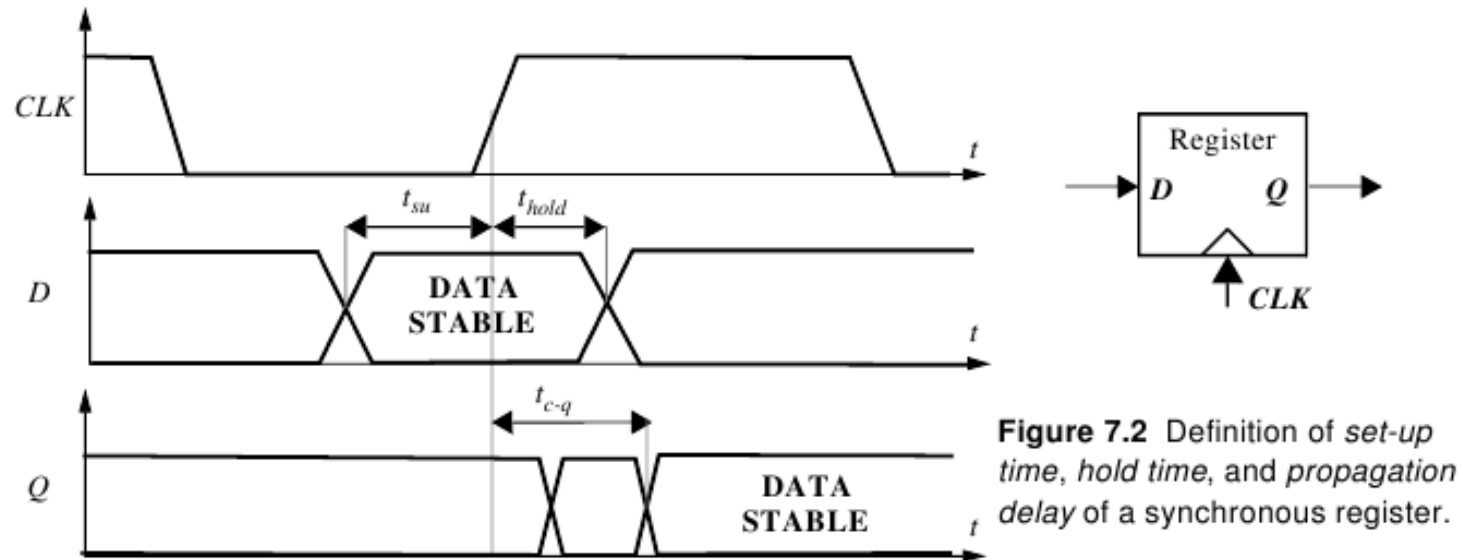 CLK
t
Register
D
Q
CLK
t_su
t_hold
D
DATA
STABLE
t
t_c-q
Q
DATA
STABLE
t
Figure 7.2 Definition of set-up
time, hold time, and propagation
delay of a synchronous register.